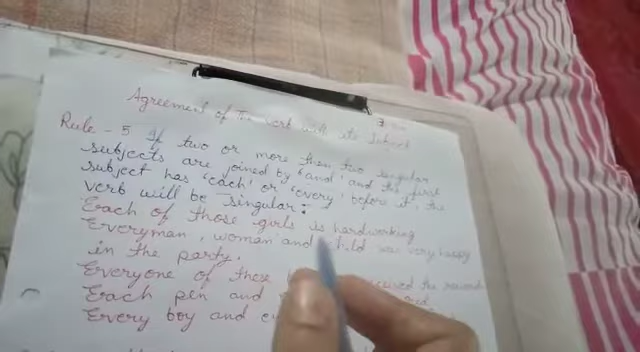 Agreement of The verb with its Subject
Rule - 5 If two or more then two singular
subjects are joined by 'and' and the first
subject has 'each' or 'every' before it, the
verb will be singular:
Each of those girls is hardworking
Everyman, woman and child was very happy
in the party.
Everyone of these
Each pen and
Every boy and